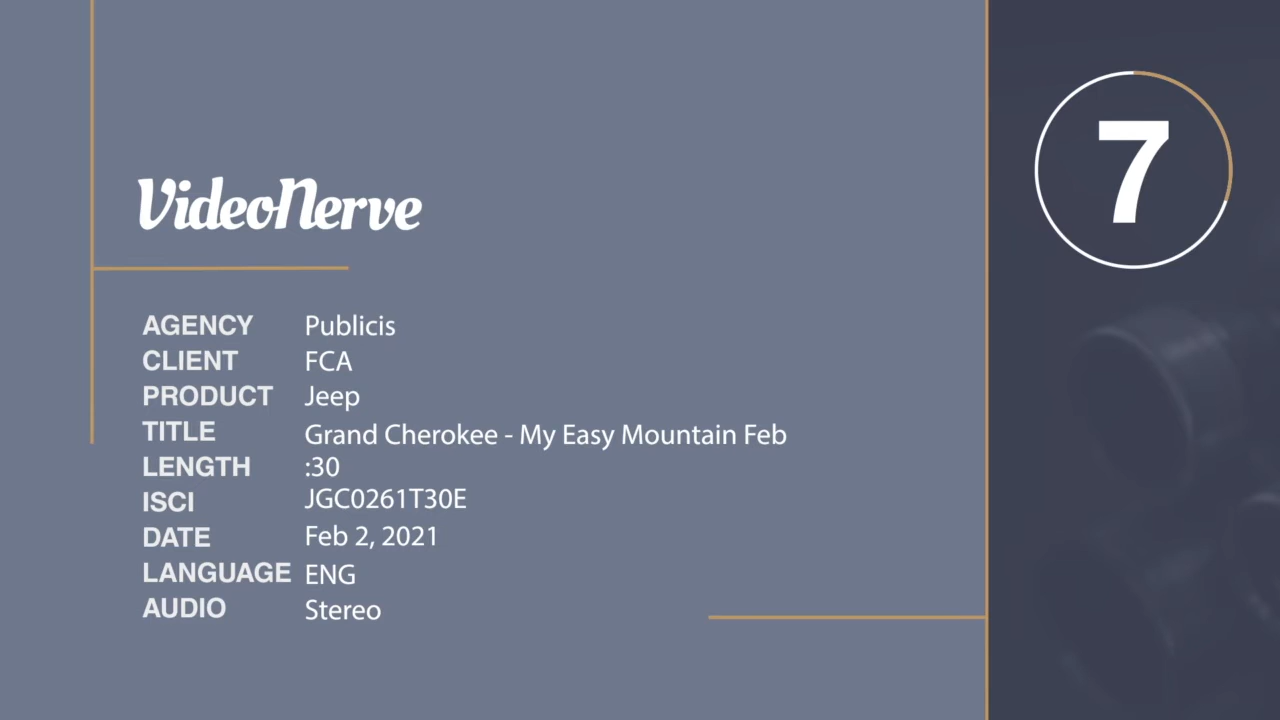 VideoNerve
7
AGENCY Publicis
CLIENT FCA
PRODUCT Jeep
TITLE Grand Cherokee - My Easy Mountain Feb
LENGTH :30
ISCI JGC0261T30E
DATE Feb 2, 2021
LANGUAGE ENG
AUDIO Stereo